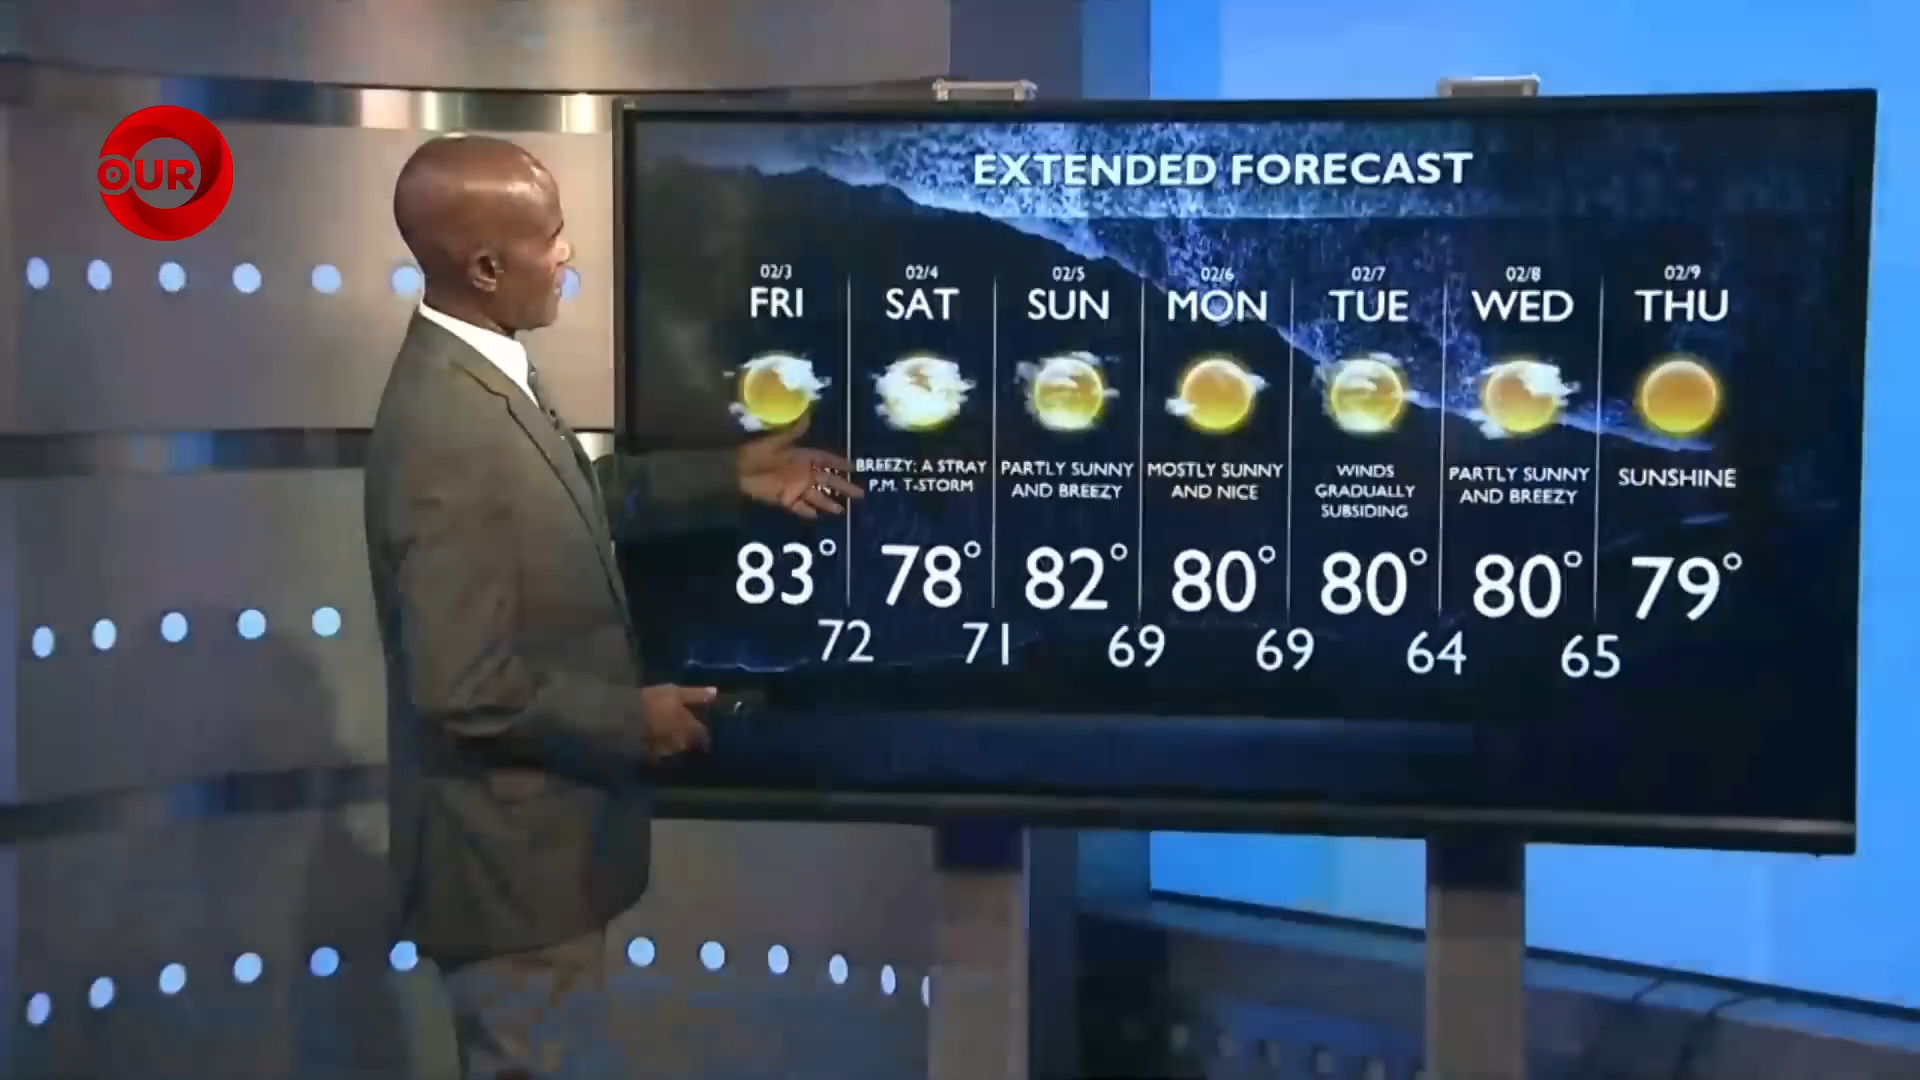 OUR
EXTENDED FORECAST
02/3
FRI
83°
72
02/4
SAT
BREEZY; A STRAY
P.M. T-STORM
78°
71
02/5
SUN
PARTLY SUNNY
AND BREEZY
82°
69
02/6
MON
MOSTLY SUNNY
AND NICE
80°
69
02/7
TUE
WINDS
GRADUALLY
SUBSIDING
80°
64
02/8
WED
PARTLY SUNNY
AND BREEZY
80°
65
02/9
THU
SUNSHINE
79°